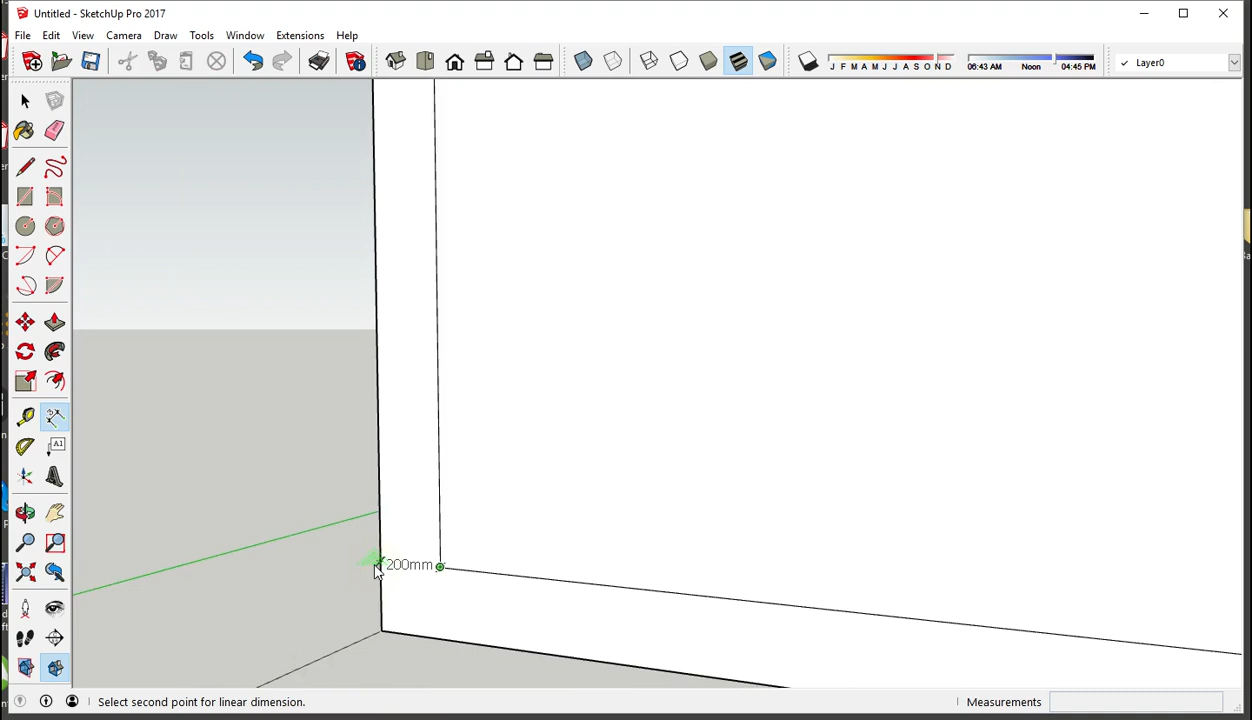 Untitled - SketchUp Pro 2017
File Edit View Camera Draw Tools Window Extensions Help
J F M A M J J A S O N D 06:43 AM Noon 04:45 PM
✓ Layer0
A1
200mm
Select second point for linear dimension.
Measurements